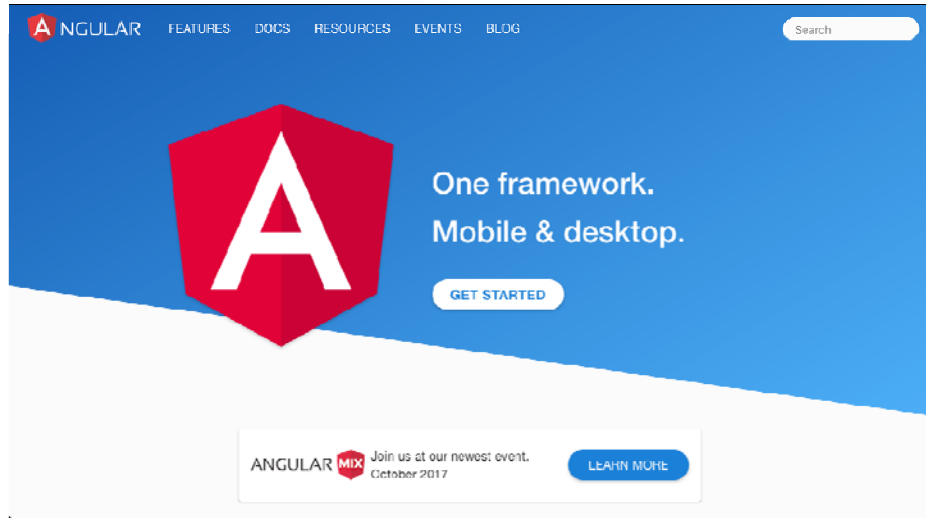 A NGULAR FEATURES DOCS RESOURCES EVENTS BLOG Search
A
One framework.
Mobile & desktop.
GET STARTED
ANGULAR MIX Join us at our newest event.
October 2017
LEARN MORE